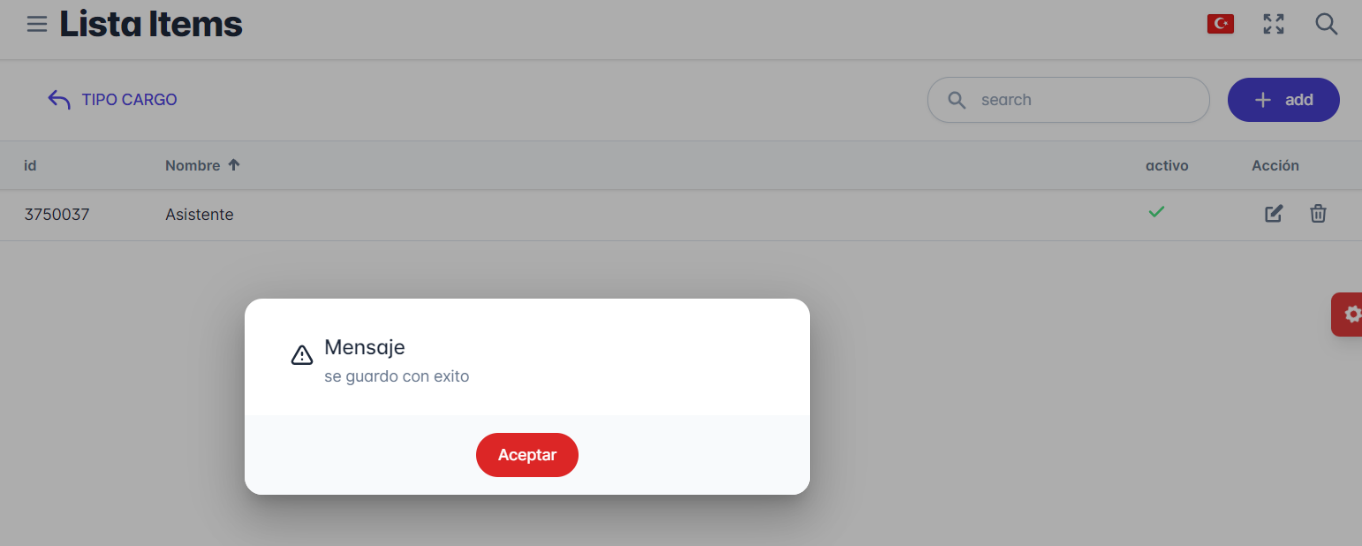 Lista Items
TIPO CARGO
search
add
id Nombre activo Acción
3750037 Asistente
Mensaje
se guardo con exito
Aceptar